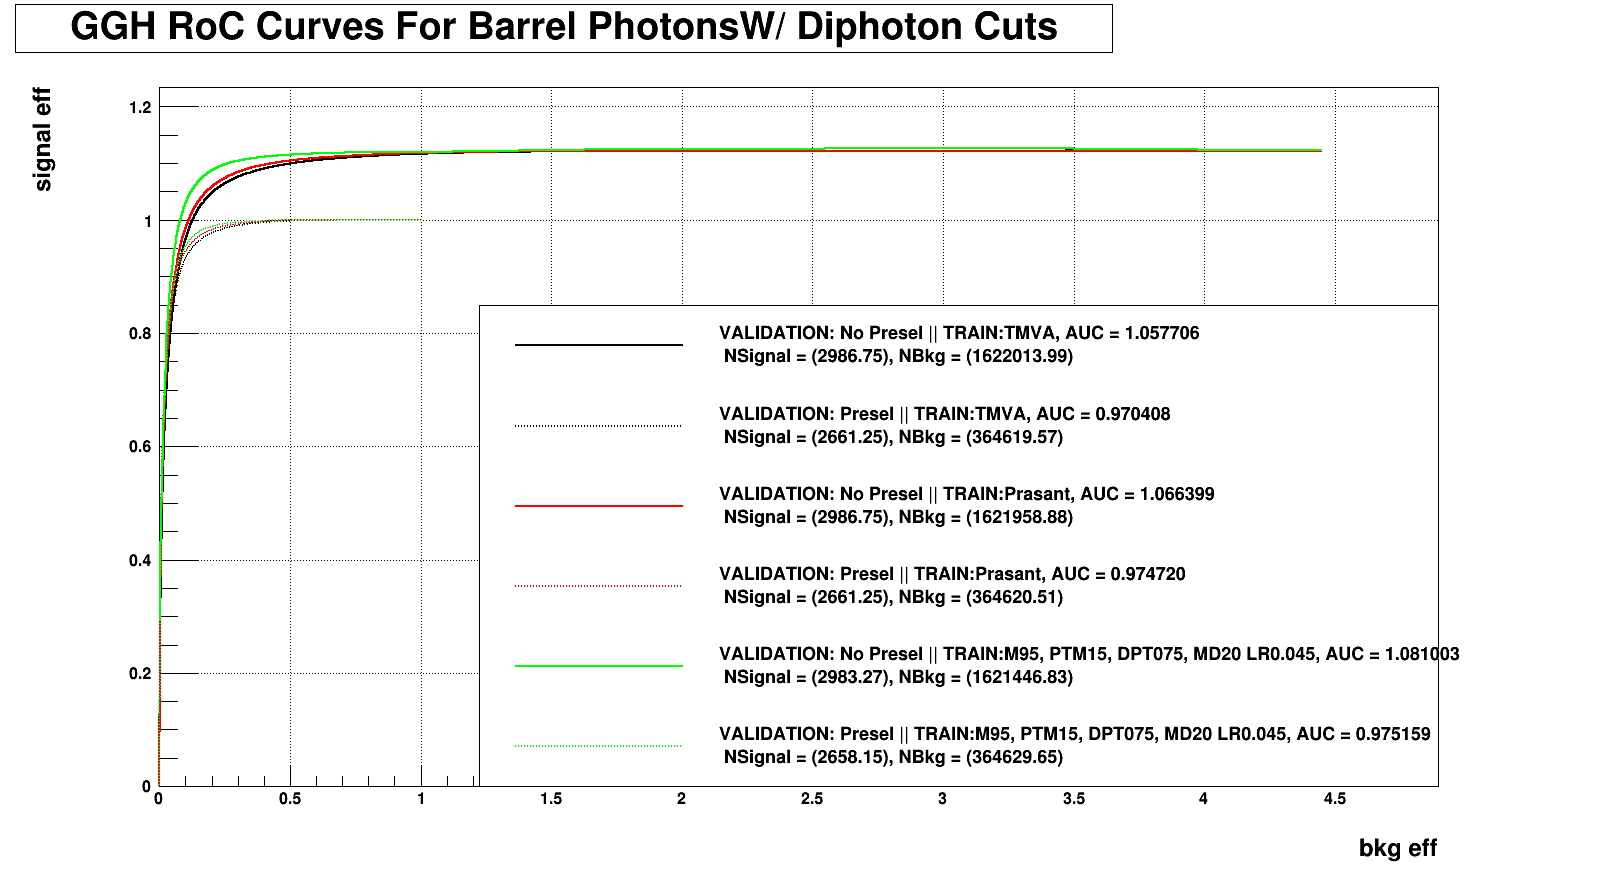 GGH RoC Curves For Barrel PhotonsW/ Diphoton Cuts
signal eff
1.2
1
0.8
0.6
0.4
0.2
0
VALIDATION: No Presel || TRAIN:TMVA, AUC = 1.057706
NSignal = (2986.75), NBkg = (1622013.99)
VALIDATION: Presel || TRAIN:TMVA, AUC = 0.970408
NSignal = (2661.25), NBkg = (364619.57)
VALIDATION: No Presel || TRAIN:Prasant, AUC = 1.066399
NSignal = (2986.75), NBkg = (1621958.88)
VALIDATION: Presel || TRAIN:Prasant, AUC = 0.974720
NSignal = (2661.25), NBkg = (364620.51)
VALIDATION: No Presel || TRAIN:M95, PTM15, DPT075, MD20 LR0.045, AUC = 1.081003
NSignal = (2983.27), NBkg = (1621446.83)
VALIDATION: Presel || TRAIN:M95, PTM15, DPT075, MD20 LR0.045, AUC = 0.975159
NSignal = (2658.15), NBkg = (364629.65)
0 0.5 1 1.5 2 2.5 3 3.5 4 4.5
bkg eff